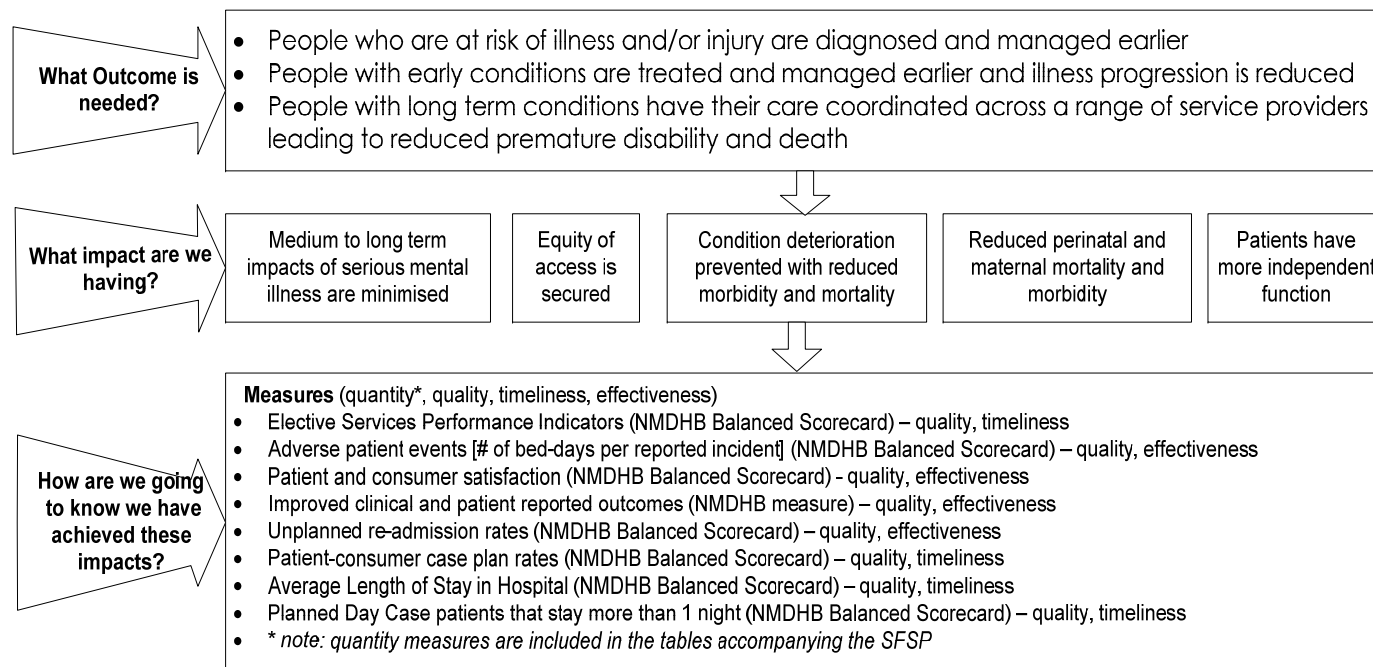 What Outcome is
needed?
• People who are at risk of illness and/or injury are diagnosed and managed earlier
• People with early conditions are treated and managed earlier and illness progression is reduced
• People with long term conditions have their care coordinated across a range of service providers
leading to reduced premature disability and death
What impact are we
having?
Medium to long term
impacts of serious mental
illness are minimised
Equity of
access is
secured
Condition deterioration
prevented with reduced
morbidity and mortality
Reduced perinatal and
maternal mortality and
morbidity
Patients have
more independent
function
How are we going
to know we have
achieved these
impacts?
Measures (quantity*, quality, timeliness, effectiveness)
• Elective Services Performance Indicators (NMDHB Balanced Scorecard) – quality, timeliness
• Adverse patient events [# of bed-days per reported incident] (NMDHB Balanced Scorecard) – quality, effectiveness
• Patient and consumer satisfaction (NMDHB Balanced Scorecard) - quality, effectiveness
• Improved clinical and patient reported outcomes (NMDHB measure) – quality, effectiveness
• Unplanned re-admission rates (NMDHB Balanced Scorecard) – quality, effectiveness
• Patient-consumer case plan rates (NMDHB Balanced Scorecard) – quality, timeliness
• Average Length of Stay in Hospital (NMDHB Balanced Scorecard) – quality, timeliness
• Planned Day Case patients that stay more than 1 night (NMDHB Balanced Scorecard) – quality, timeliness
• * note: quantity measures are included in the tables accompanying the SFSP